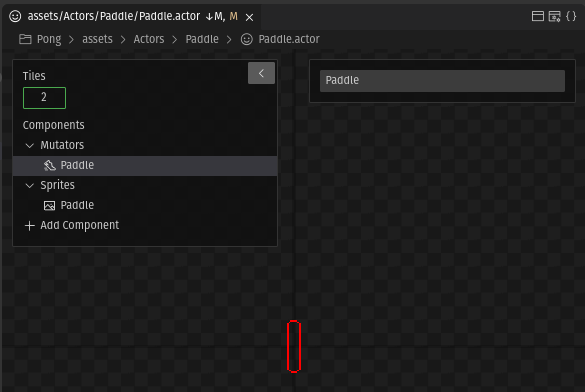 assets/Actors/Paddle/Paddle.actor ↓M, M
Pong > assets > Actors > Paddle > Paddle.actor
Tiles
2
Components
Mutators
Paddle
Sprites
Paddle
Add Component
Paddle